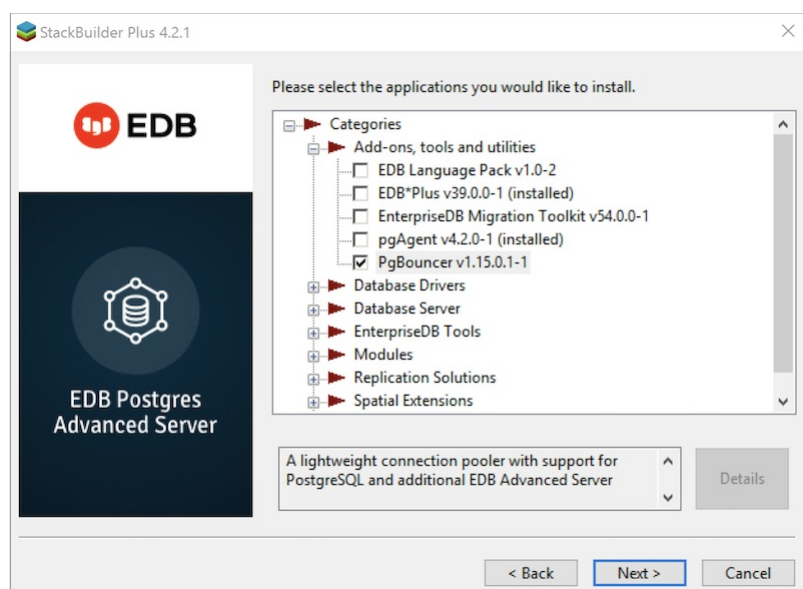 StackBuilder Plus 4.2.1
EDB
EDB Postgres
Advanced Server
Please select the applications you would like to install.
Categories
Add-ons, tools and utilities
EDB Language Pack v1.0-2
EDB*Plus v39.0.0-1 (installed)
EnterpriseDB Migration Toolkit v54.0.0-1
pgAgent v4.2.0-1 (installed)
PgBouncer v1.15.0.1-1
Database Drivers
Database Server
EnterpriseDB Tools
Modules
Replication Solutions
Spatial Extensions
A lightweight connection pooler with support for
PostgreSQL and additional EDB Advanced Server
Details
< Back
Next >
Cancel